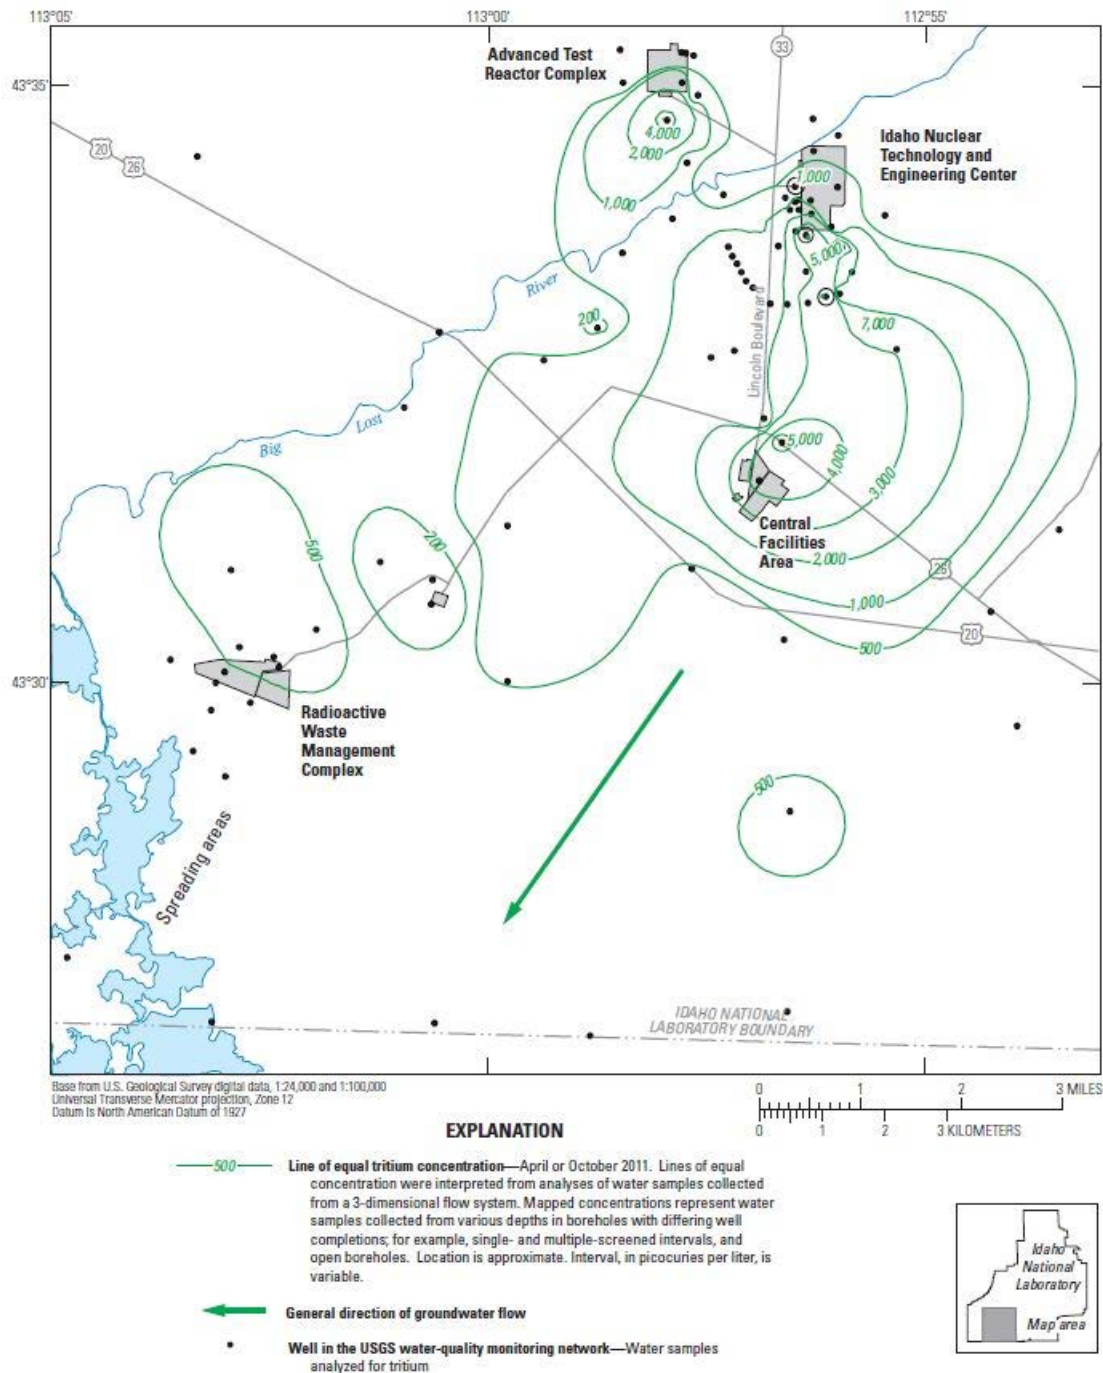 113°05'
113°00'
112°55'
33
Advanced Test
Reactor Complex
43°35'
4,000
2,000
1,000
20
26
Idaho Nuclear
Technology and
Engineering Center
1,000
5,000
River
200
7,000
Lincoln Boulevard
Lost
Big
5,000
4,000
3,000
500
200
Central
Facilities
Area
2,000
26
1,000
20
500
43°30'
Radioactive
Waste
Management
Complex
500
Spreading areas
IDAHO NATIONAL
LABORATORY BOUNDARY
Base from U.S. Geological Survey digital data, 1:24,000 and 1:100,000
Universal Transverse Mercator projection, Zone 12
Datum is North American Datum of 1927
0 1 2 3 MILES
0 1 2 3 KILOMETERS
EXPLANATION
500 Line of equal tritium concentration—April or October 2011. Lines of equal
concentration were interpreted from analyses of water samples collected
from a 3-dimensional flow system. Mapped concentrations represent water
samples collected from various depths in boreholes with differing well
completions; for example, single- and multiple-screened intervals, and
open boreholes. Location is approximate. Interval, in picocuries per liter, is
variable.
General direction of groundwater flow
Well in the USGS water-quality monitoring network—Water samples
analyzed for tritium
Idaho
National
Laboratory
Map area